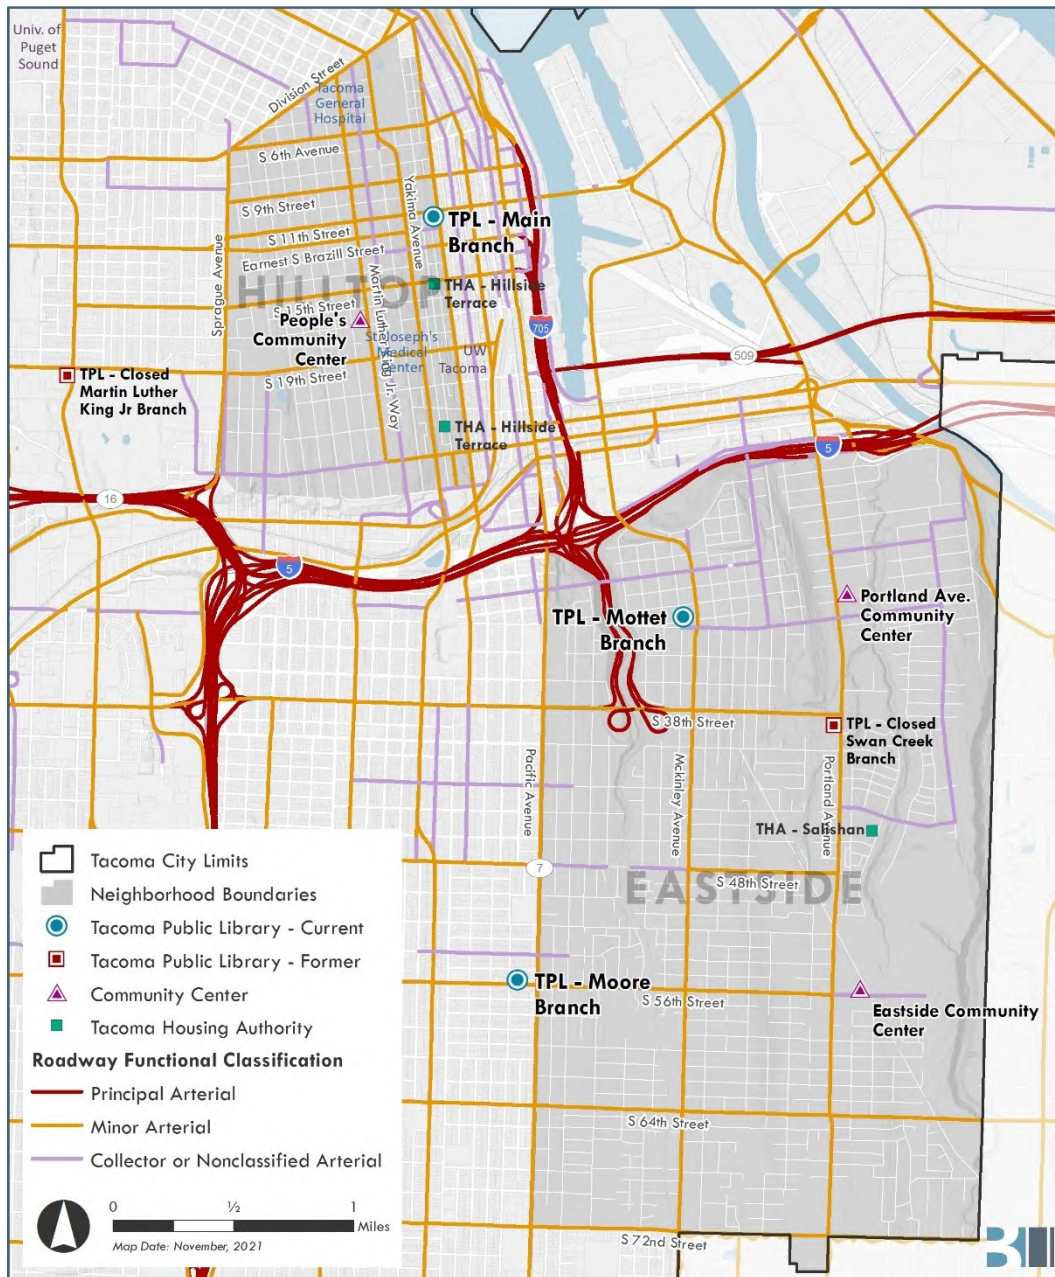 Univ. of
Puget
Sound
Division Street
Tacoma
General
Hospital
S 6th Avenue
S 9th Street
Yakima Avenue
TPL - Main
Branch
S 11th Street
Earnest S Brazill Street
Sprague Avenue
HILLTOP
THA - Hillside
Terrace
S 15th Street
People's
Community
Center
Martin Luther King Jr. Way
St Joseph's
Medical
Center
UW
Tacoma
705
509
TPL - Closed
Martin Luther
King Jr Branch
S 19th Street
THA - Hillside
Terrace
5
16
5
TPL - Mottet
Branch
Portland Ave.
Community
Center
S 38th Street
TPL - Closed
Swan Creek
Branch
Pacific Avenue
Mckinley Avenue
Portland Avenue
THA - Salishan
7
S 48th Street
EASTSIDE
TPL - Moore
Branch
S 56th Street
Eastside Community
Center
S 64th Street
S 72nd Street
Tacoma City Limits
Neighborhood Boundaries
Tacoma Public Library - Current
Tacoma Public Library - Former
Community Center
Tacoma Housing Authority
Roadway Functional Classification
Principal Arterial
Minor Arterial
Collector or Nonclassified Arterial
0 ½ 1
Miles
Map Date: November, 2021